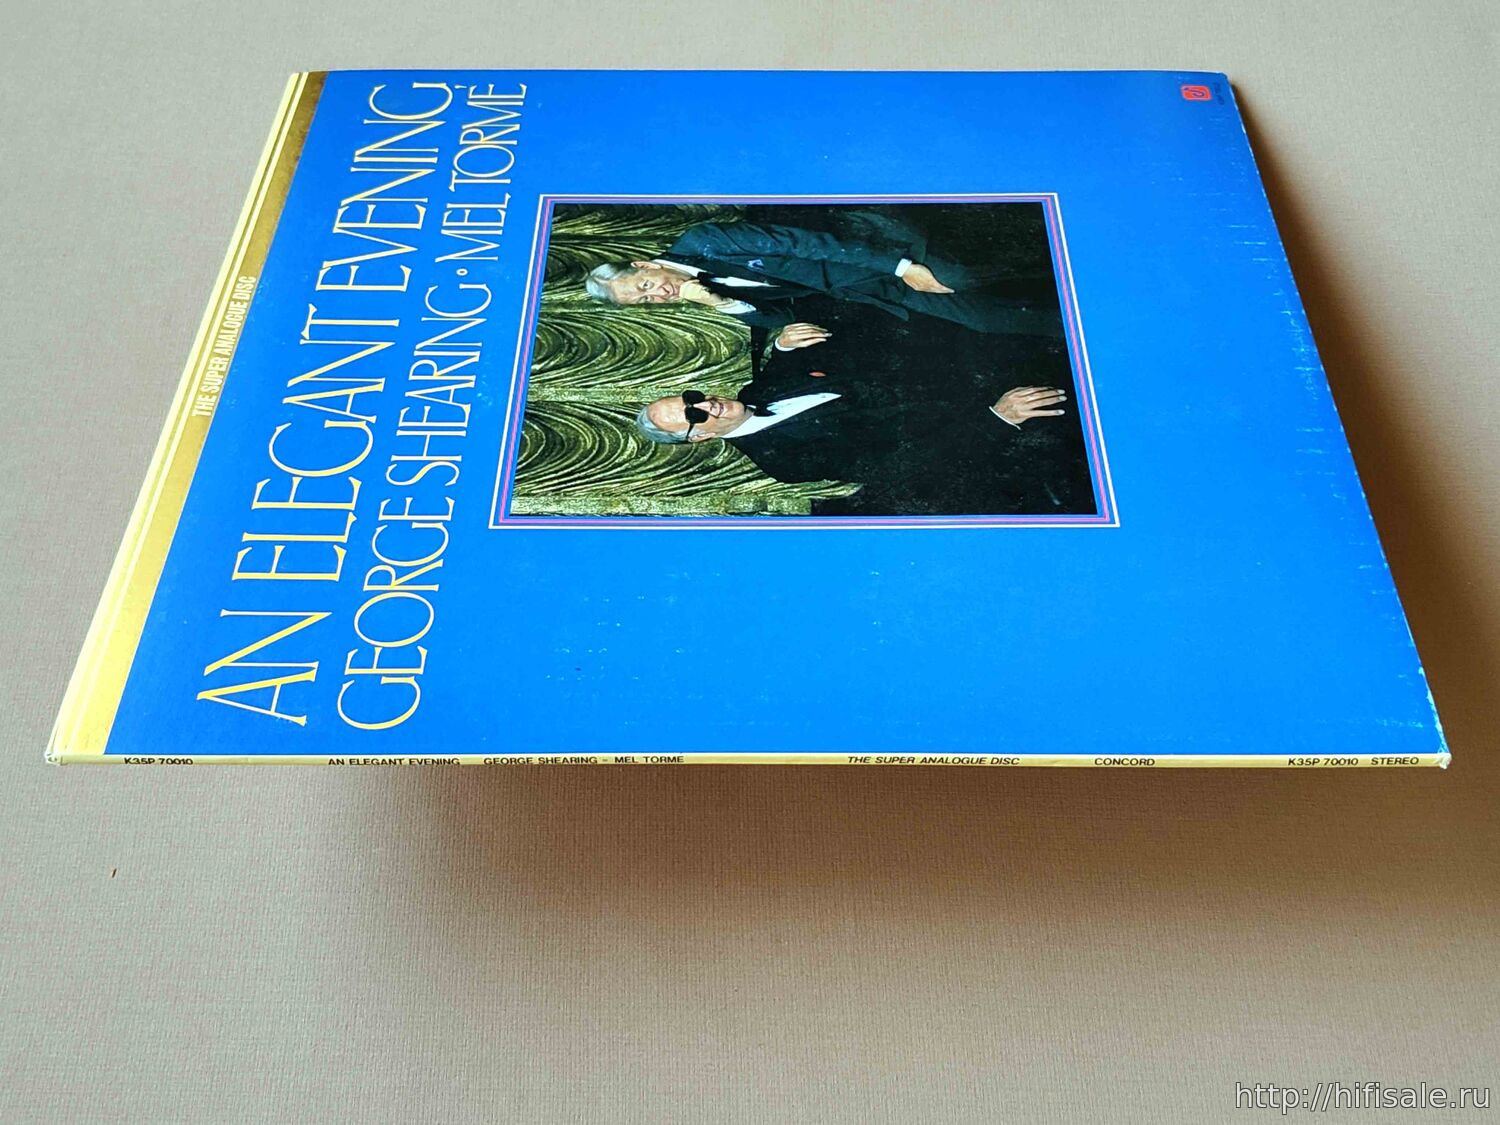 THE SUPER ANALOGUE DISC
AN ELEGANT EVENING
GEORGE SHEARING · MEL TORMÉ
K35P 70010 AN ELEGANT EVENING GEORGE SHEARING - MEL TORME THE SUPER ANALOGUE DISC CONCORD K35P 70010 STEREO
http://hifisale.ru